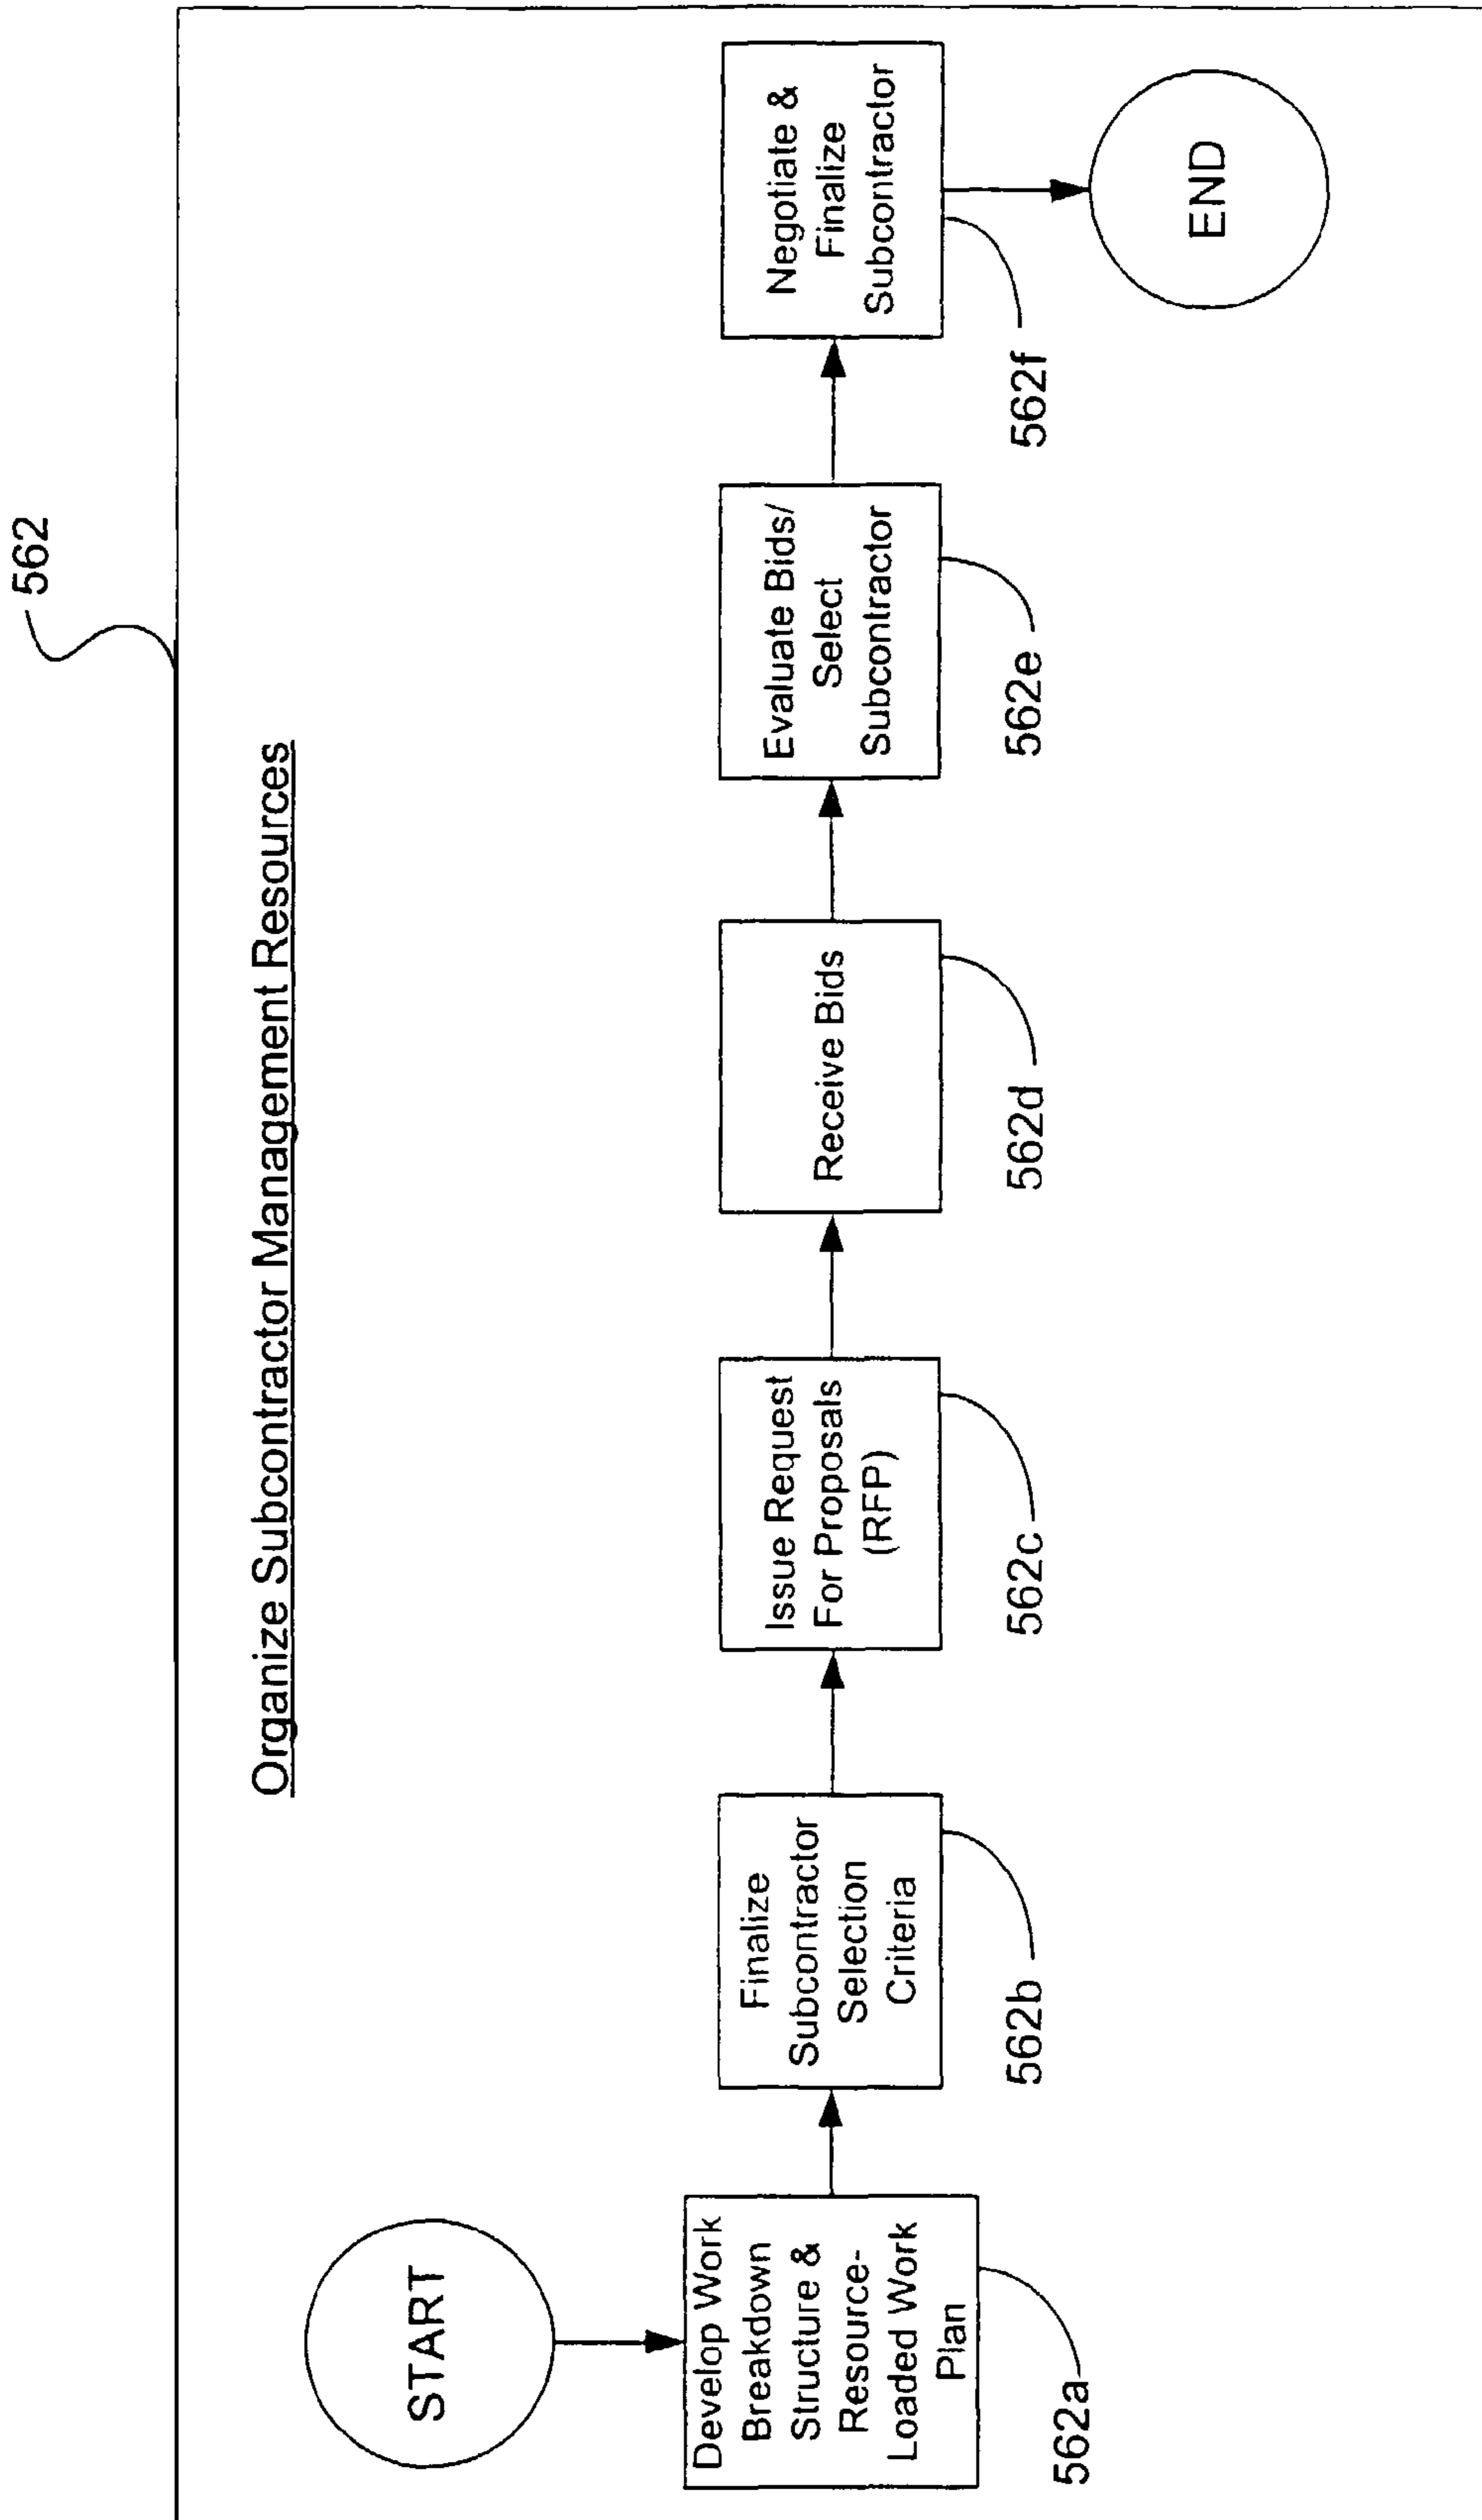 562
Organize Subcontractor Management Resources
START
Develop Work
Breakdown
Structure &
Resource-
Loaded Work
Plan
562a
Finalize
Subcontractor
Selection
Criteria
562b
Issue Request
For Proposals
(RFP)
562c
Receive Bids
562d
Evaluate Bids/
Select
Subcontractor
562e
Negotiate &
Finalize
Subcontractor
562f
END